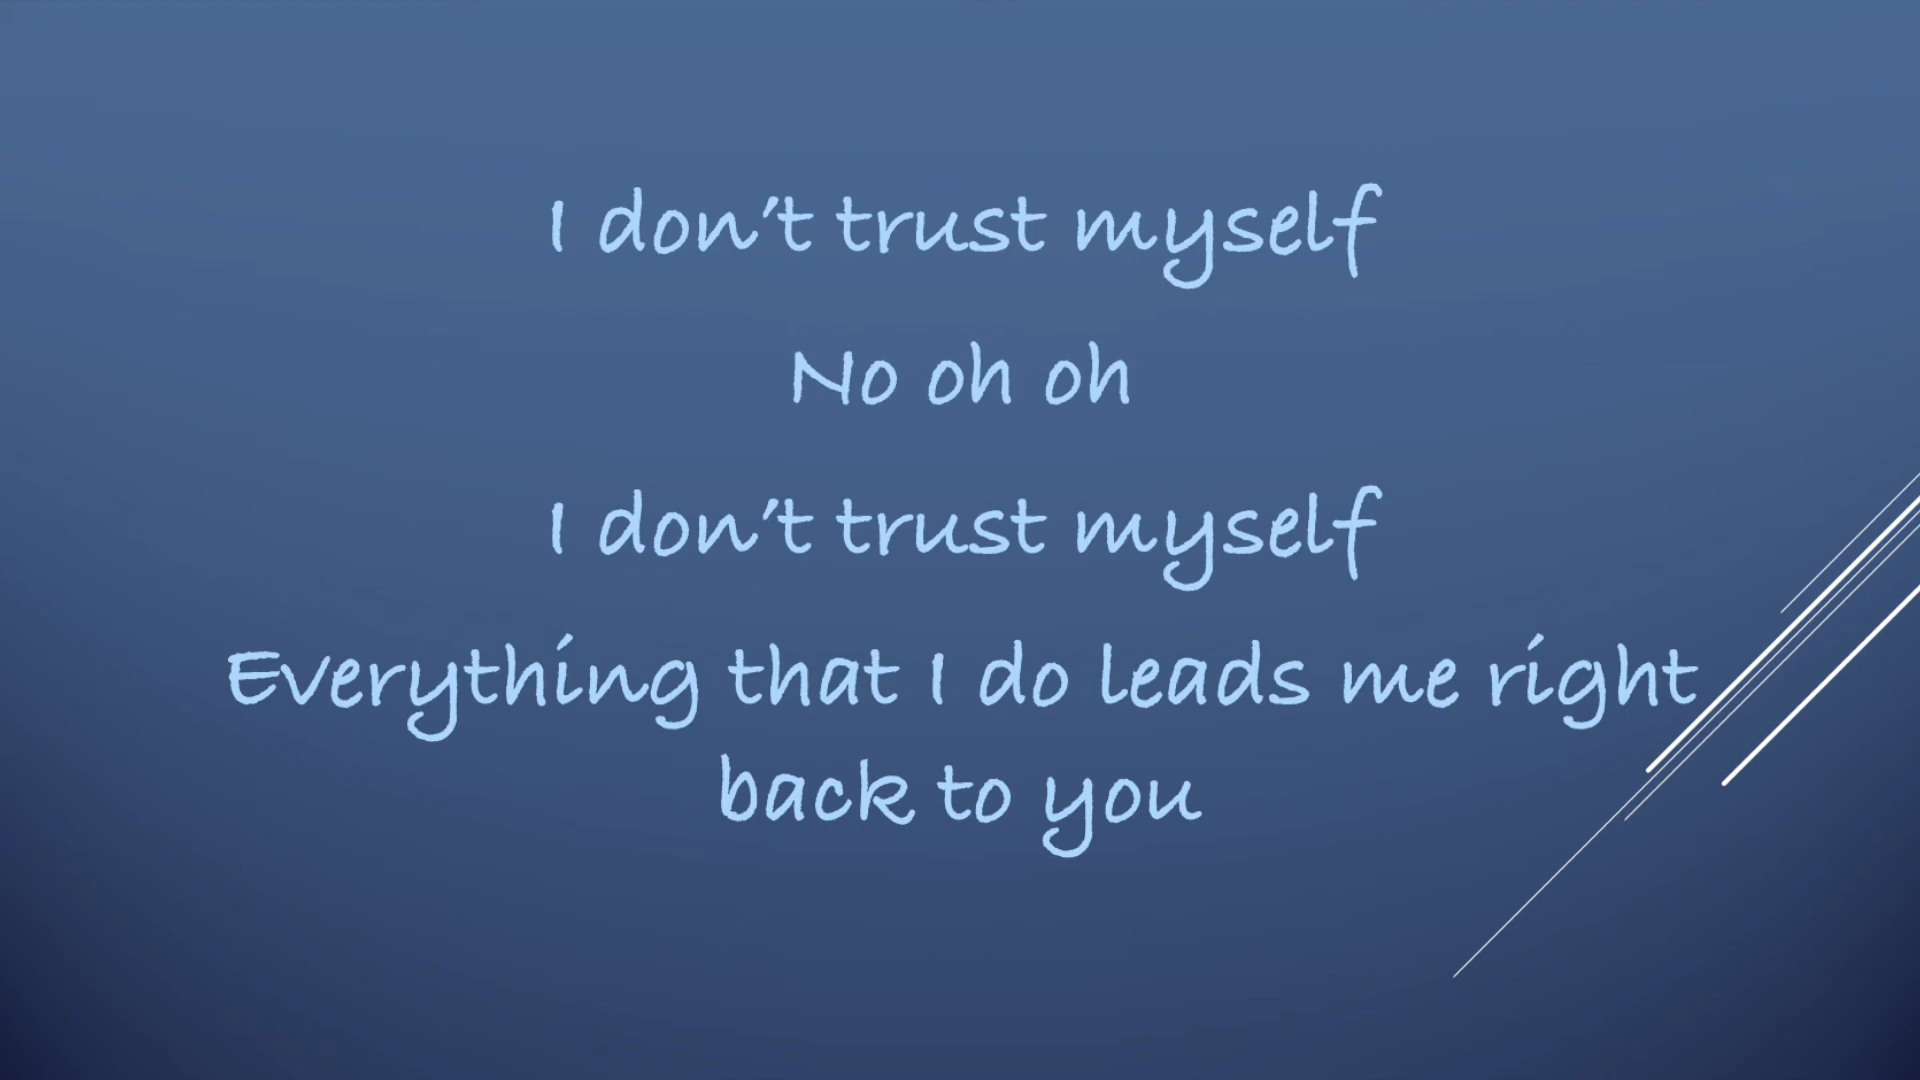 I don't trust myself
No oh oh
I don't trust myself
Everything that I do leads me right
back to you